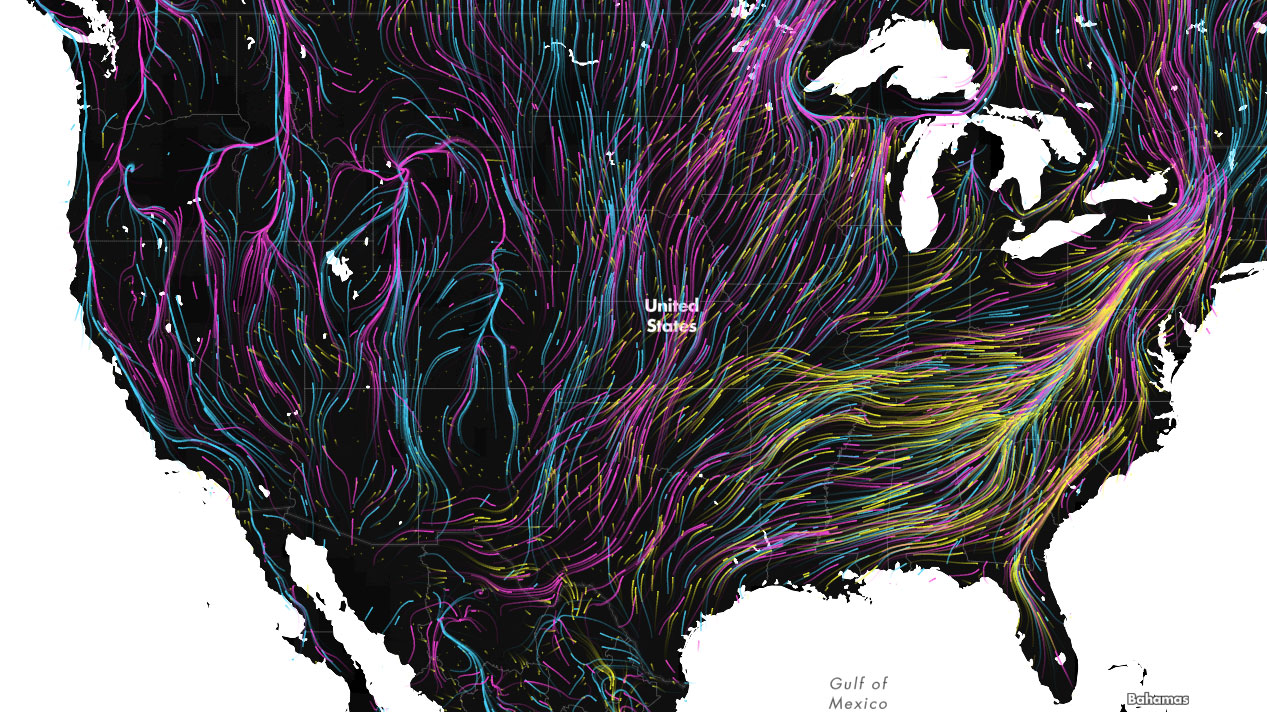 United
States
Gulf of
Mexico
Bahamas